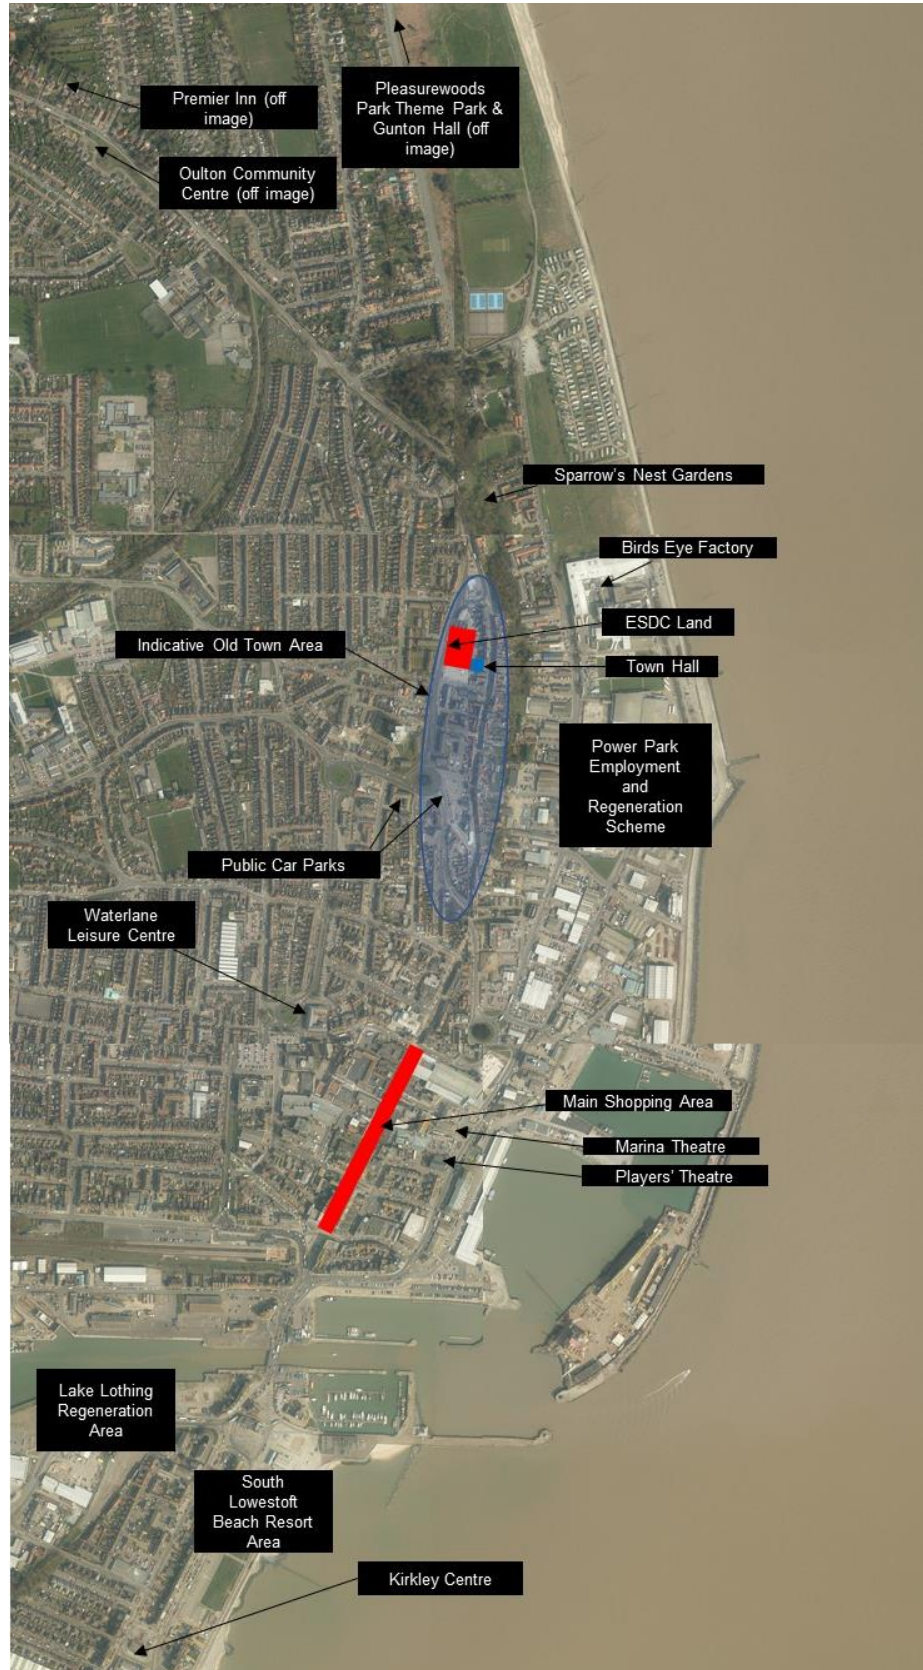 Premier Inn (off
image)
Pleasurewoods
Park Theme Park &
Gunton Hall (off
image)
Oulton Community
Centre (off image)
Sparrow's Nest Gardens
Birds Eye Factory
ESDC Land
Indicative Old Town Area
Town Hall
Power Park
Employment
and
Regeneration
Scheme
Public Car Parks
Waterlane
Leisure Centre
Main Shopping Area
Marina Theatre
Players' Theatre
Lake Lothing
Regeneration
Area
South
Lowestoft
Beach Resort
Area
Kirkley Centre